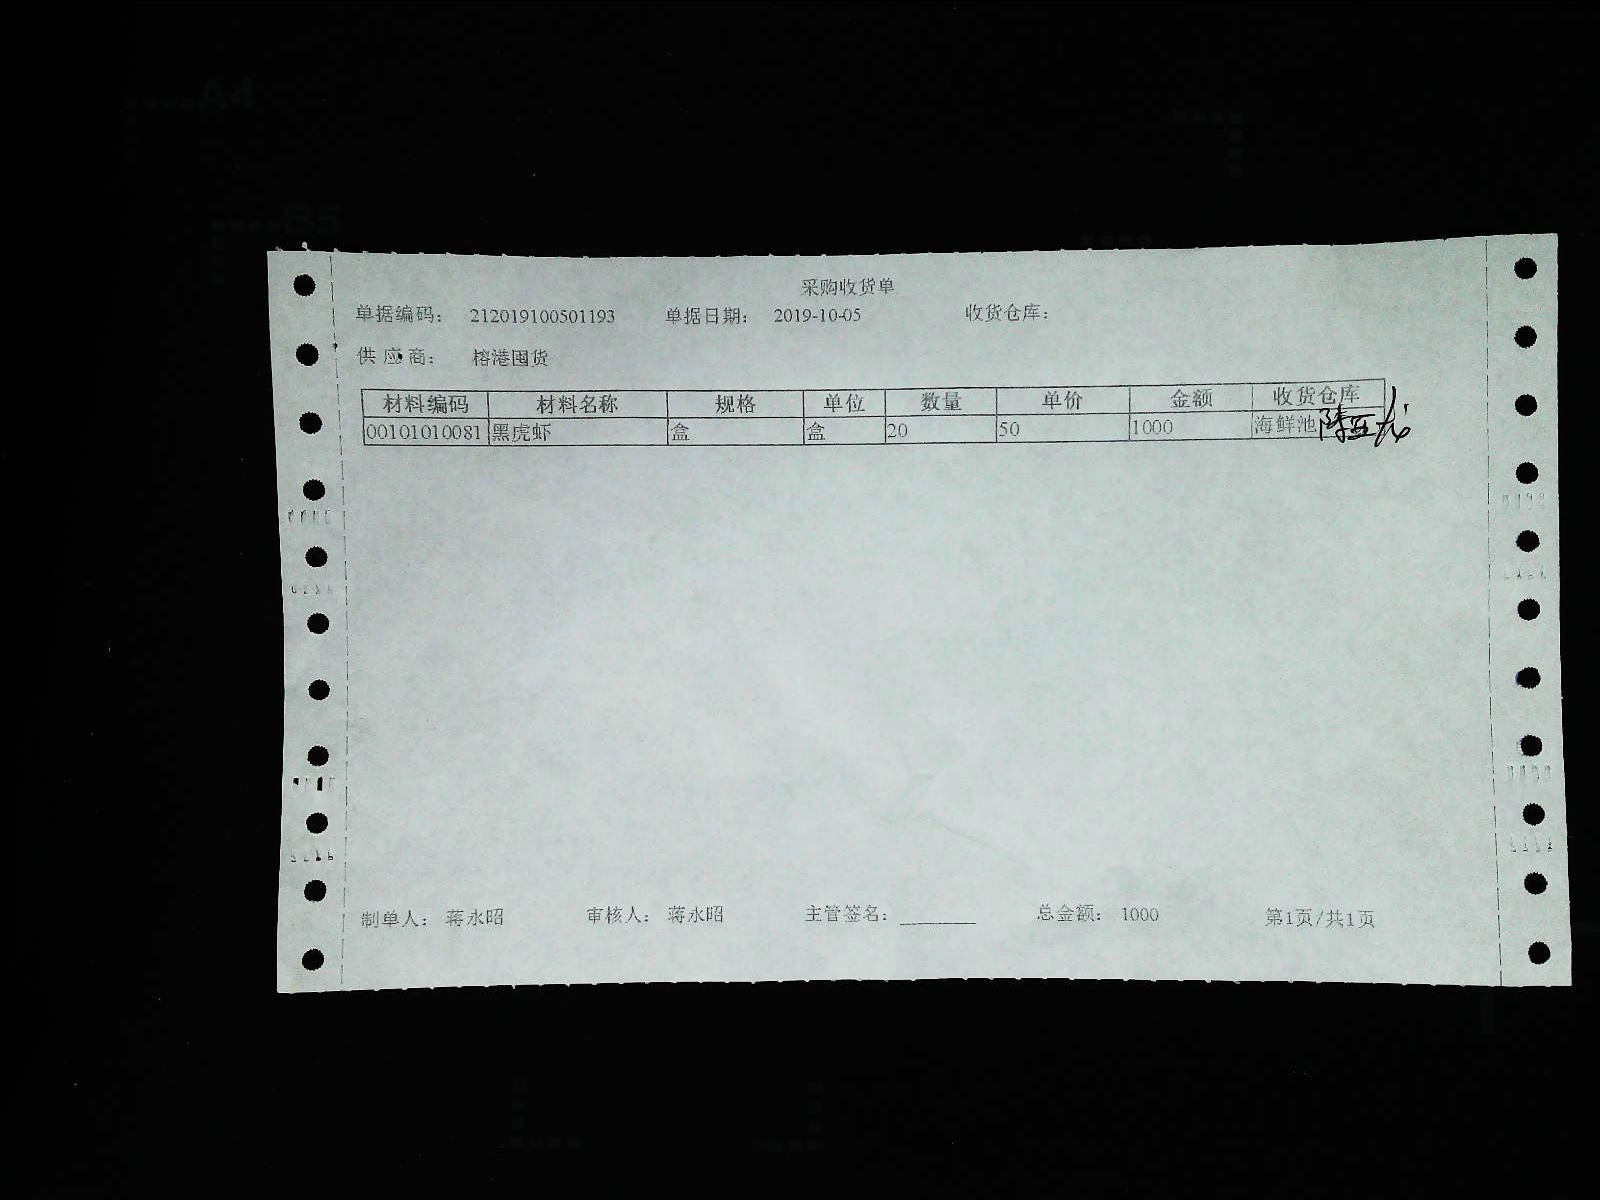 采购收货单
单据编码： 212019100501193 单据日期： 2019-10-05 收货仓库：
供应商： 榕港囤货
材料编码 材料名称 规格 单位 数量 单价 金额 收货仓库
00101010081 黑虎虾 盒 盒 20 50 1000 海鲜池
制单人： 蒋永昭 审核人： 蒋永昭 主管签名： 总金额： 1000 第1页/共1页